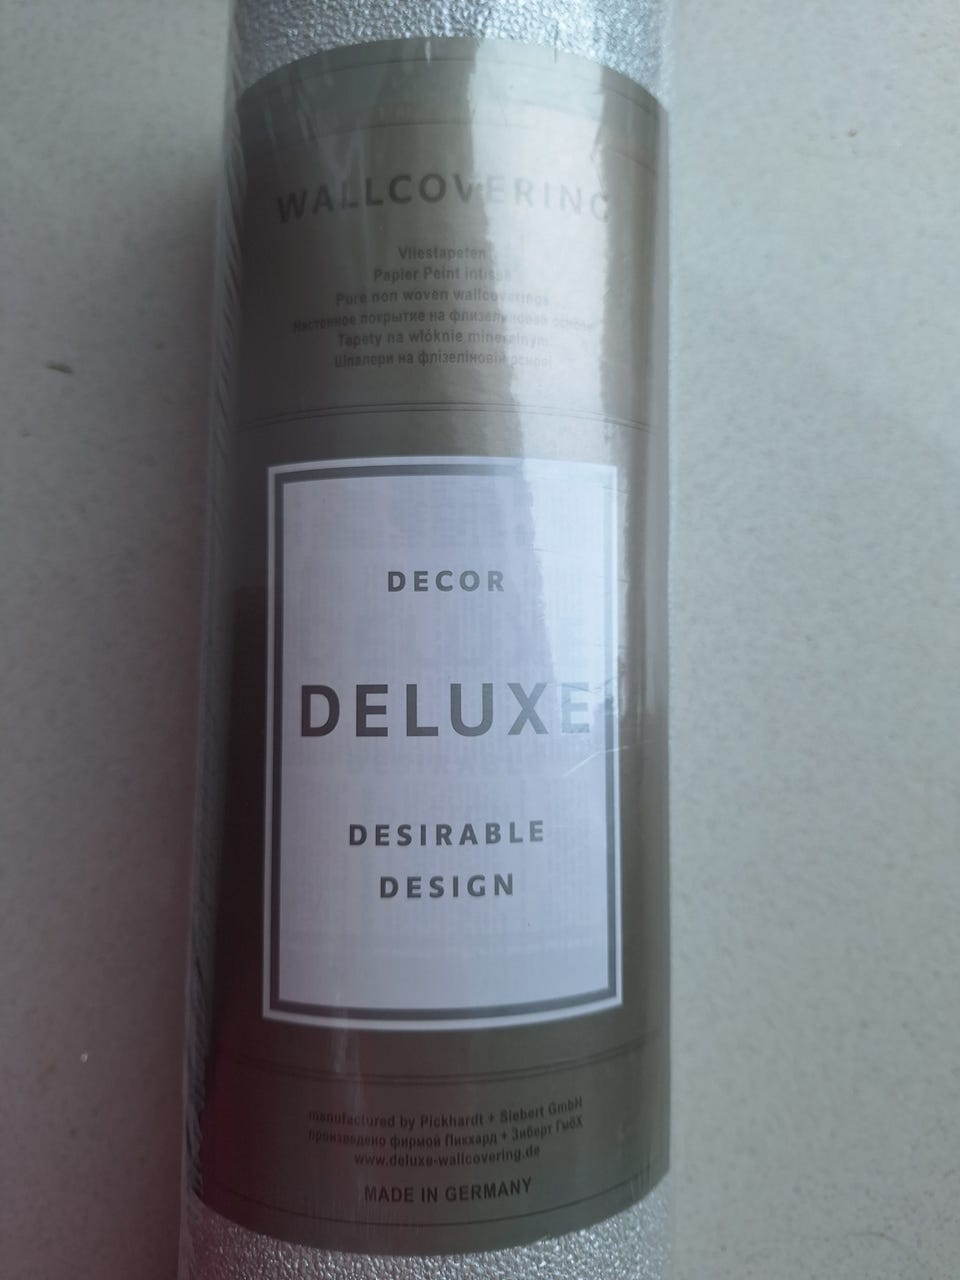 WALLCOVERING
Vliestapeten
Papier Peint intissé
Pure non woven wallcoverings
Настенное покрытие на флизелиновой основе
Tapety na włóknie mineralnym
Шпалери на флізеліновій основі
DECOR
DELUXE
DESIRABLE
DESIGN
manufactured by Pickhardt + Siebert GmbH
произведено фирмой Пикхард + Зиберт ГмбХ
www.deluxe-wallcovering.de
MADE IN GERMANY